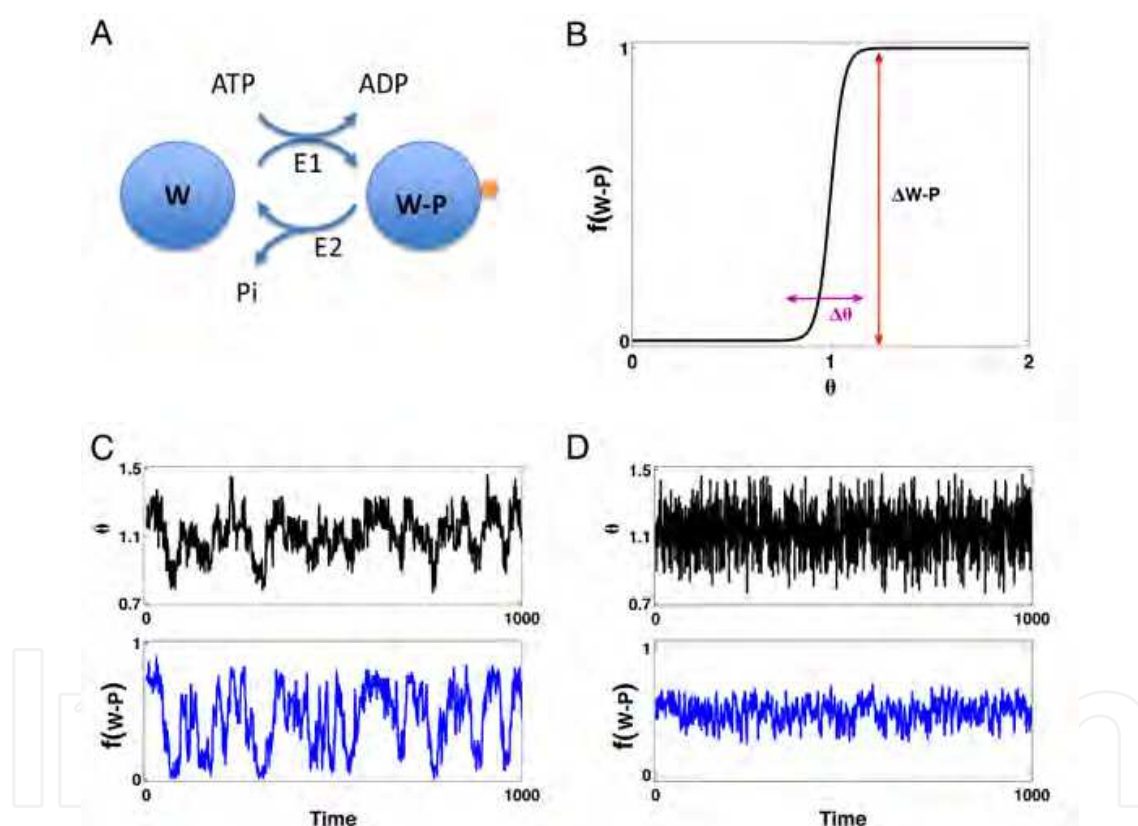 A
ATP ADP
W
E1
W-P
E2
Pi
B
1
f(W-P)
ΔW-P
Δθ
0
0 1 2
θ
C
1.5
θ
1.1
0.7
0 1000
1
f(W-P)
0
0 1000
Time
D
1.5
θ
1.1
0.7
0 1000
1
f(W-P)
0
0 1000
Time